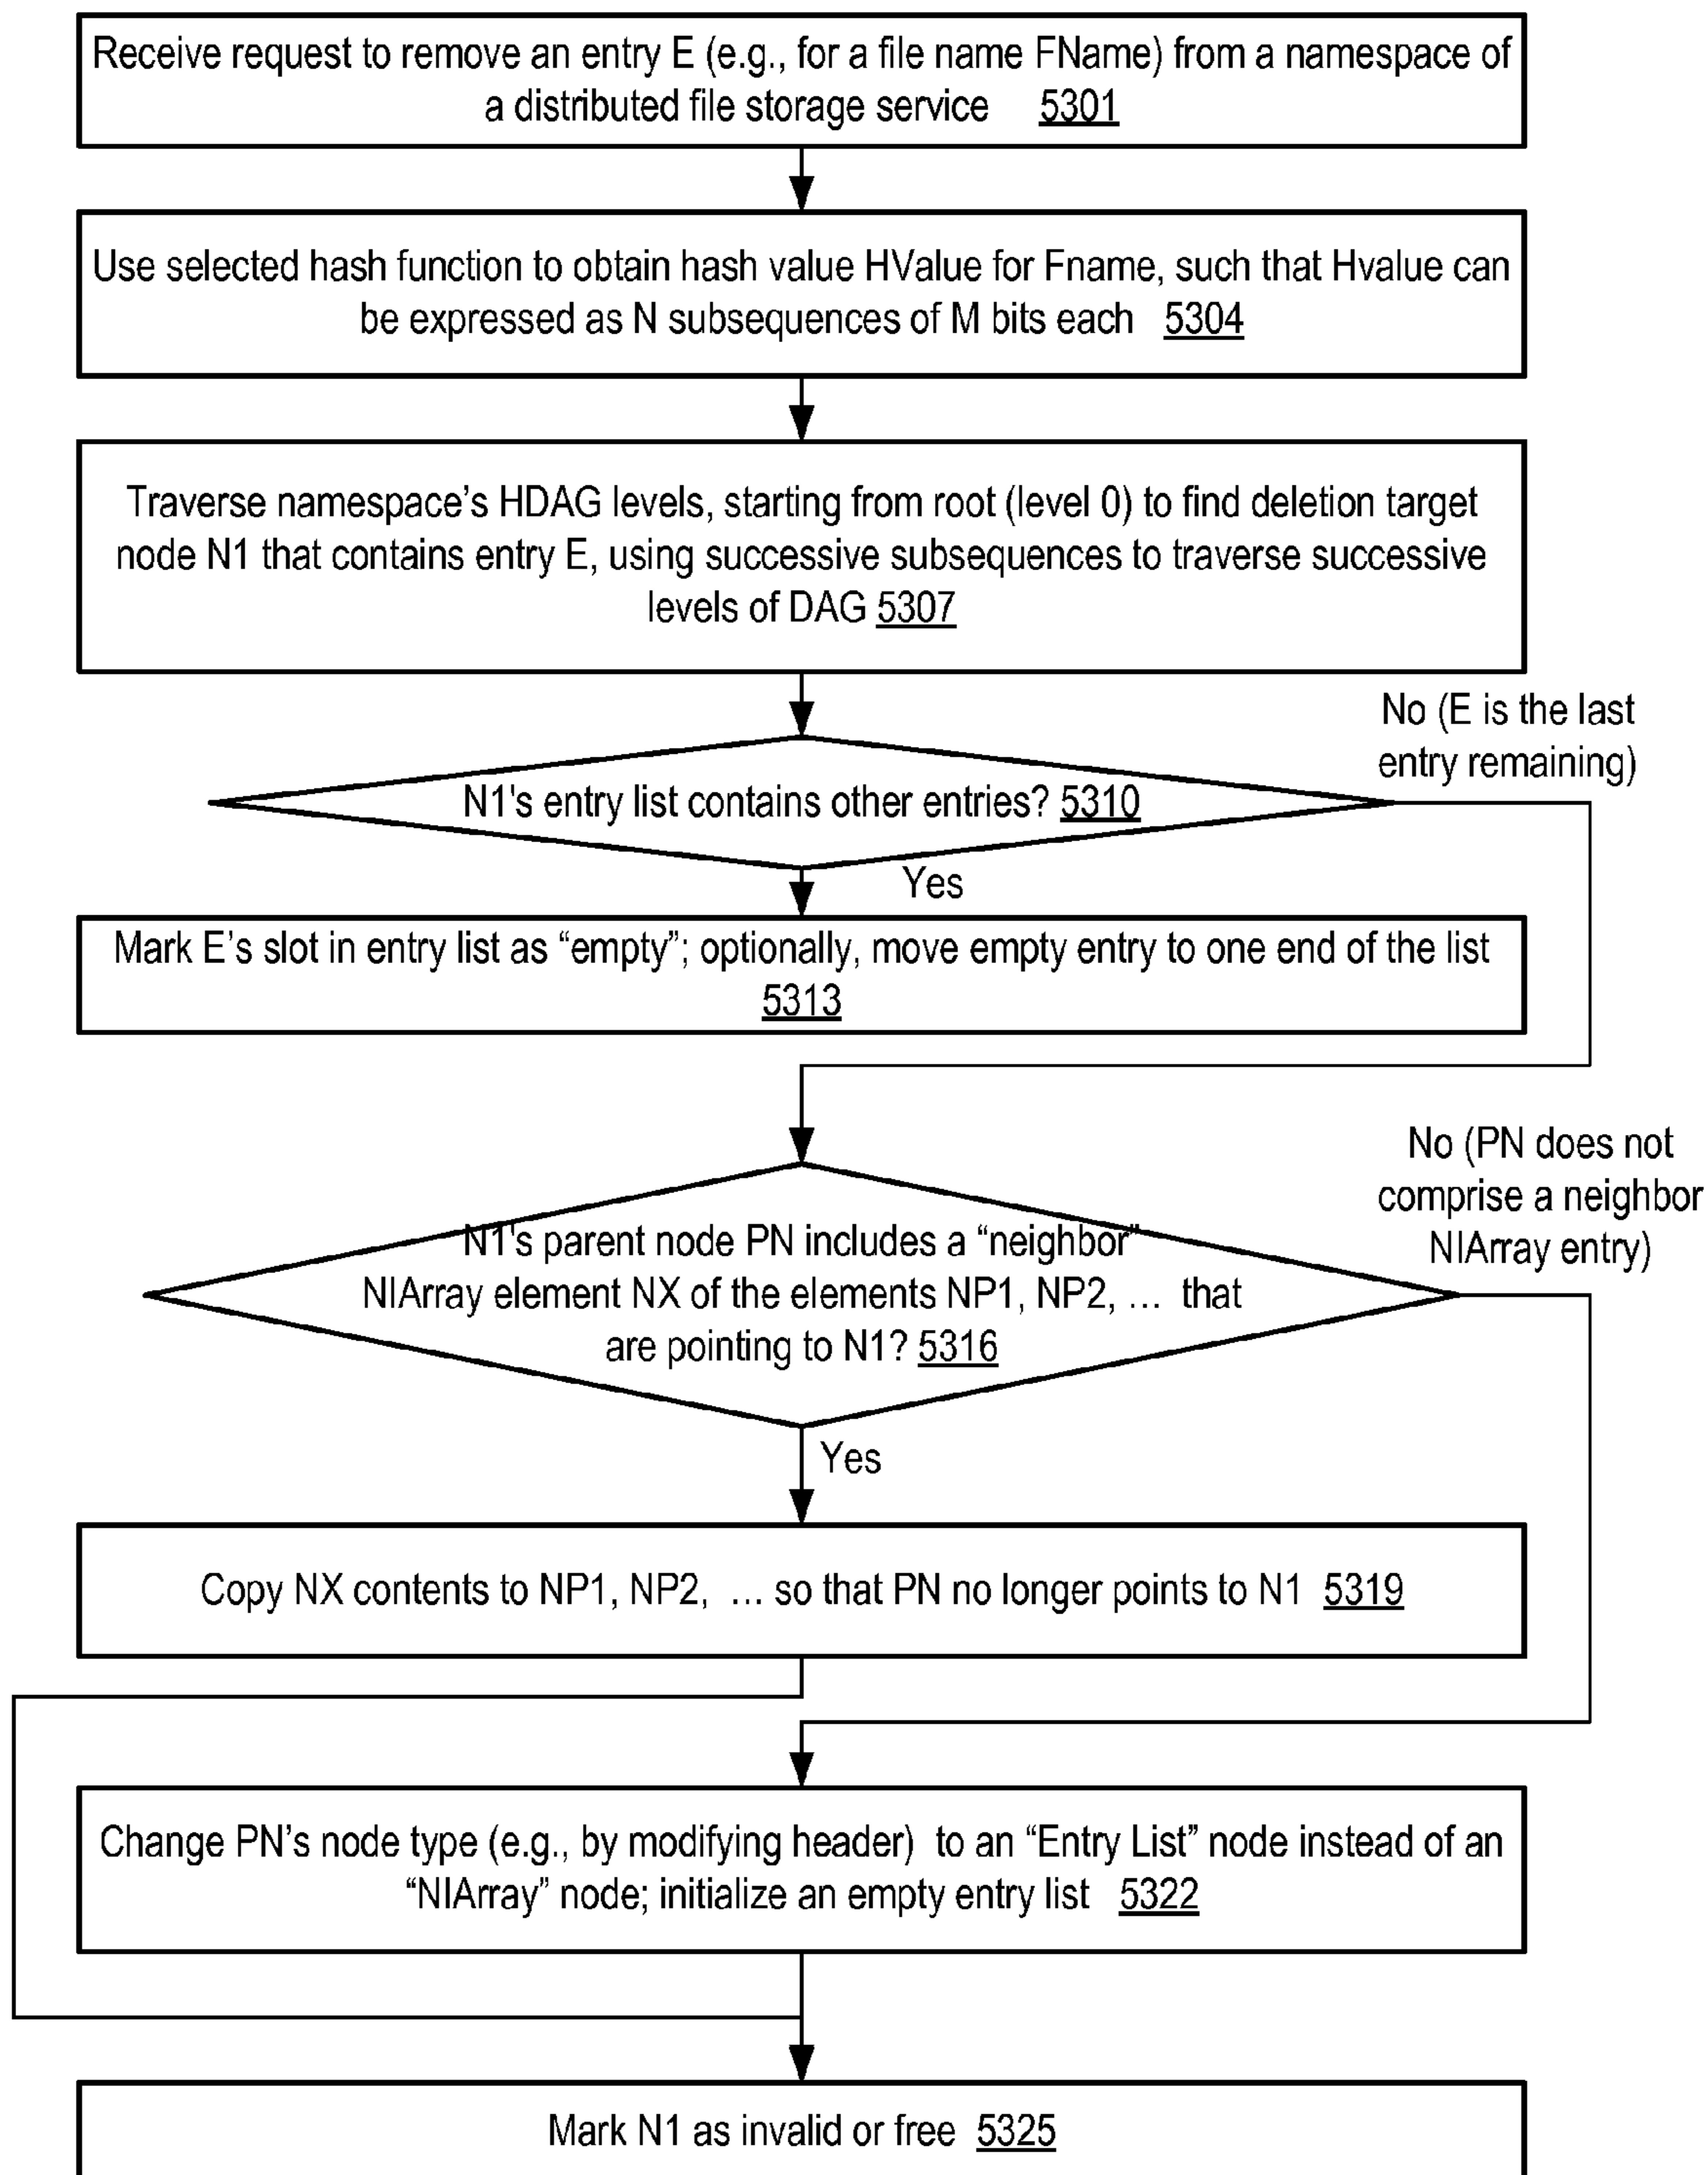 Receive request to remove an entry E (e.g., for a file name FName) from a namespace of
a distributed file storage service 5301
Use selected hash function to obtain hash value HValue for Fname, such that Hvalue can
be expressed as N subsequences of M bits each 5304
Traverse namespace's HDAG levels, starting from root (level 0) to find deletion target
node N1 that contains entry E, using successive subsequences to traverse successive
levels of DAG 5307
No (E is the last
entry remaining)
N1's entry list contains other entries? 5310
Yes
Mark E's slot in entry list as “empty”; optionally, move empty entry to one end of the list
5313
No (PN does not
comprise a neighbor
NIArray entry)
N1's parent node PN includes a “neighbor”
NIArray element NX of the elements NP1, NP2, … that
are pointing to N1? 5316
Yes
Copy NX contents to NP1, NP2, … so that PN no longer points to N1 5319
Change PN's node type (e.g., by modifying header) to an “Entry List” node instead of an
“NIArray” node; initialize an empty entry list 5322
Mark N1 as invalid or free 5325